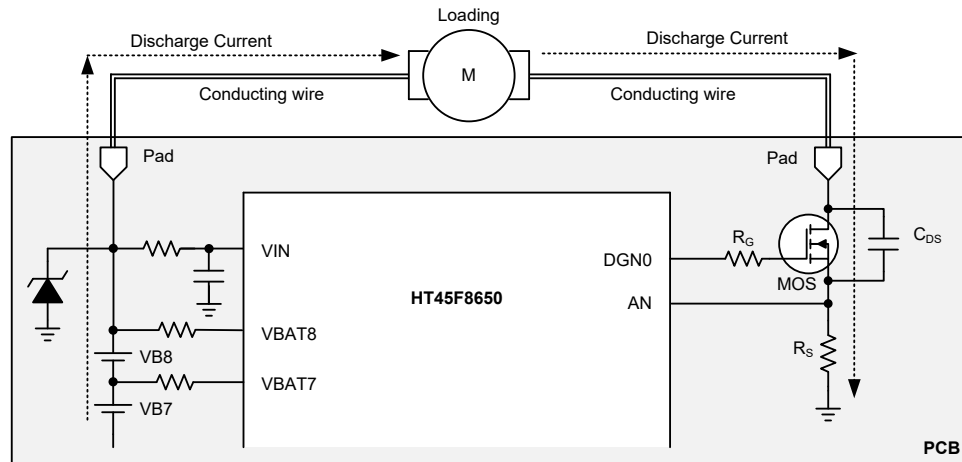 Loading
Discharge Current
Discharge Current
M
Conducting wire
Conducting wire
Pad
Pad
VIN
RG
CDS
DGN0
MOS
HT45F8650
AN
VBAT8
RS
VB8
VBAT7
VB7
PCB